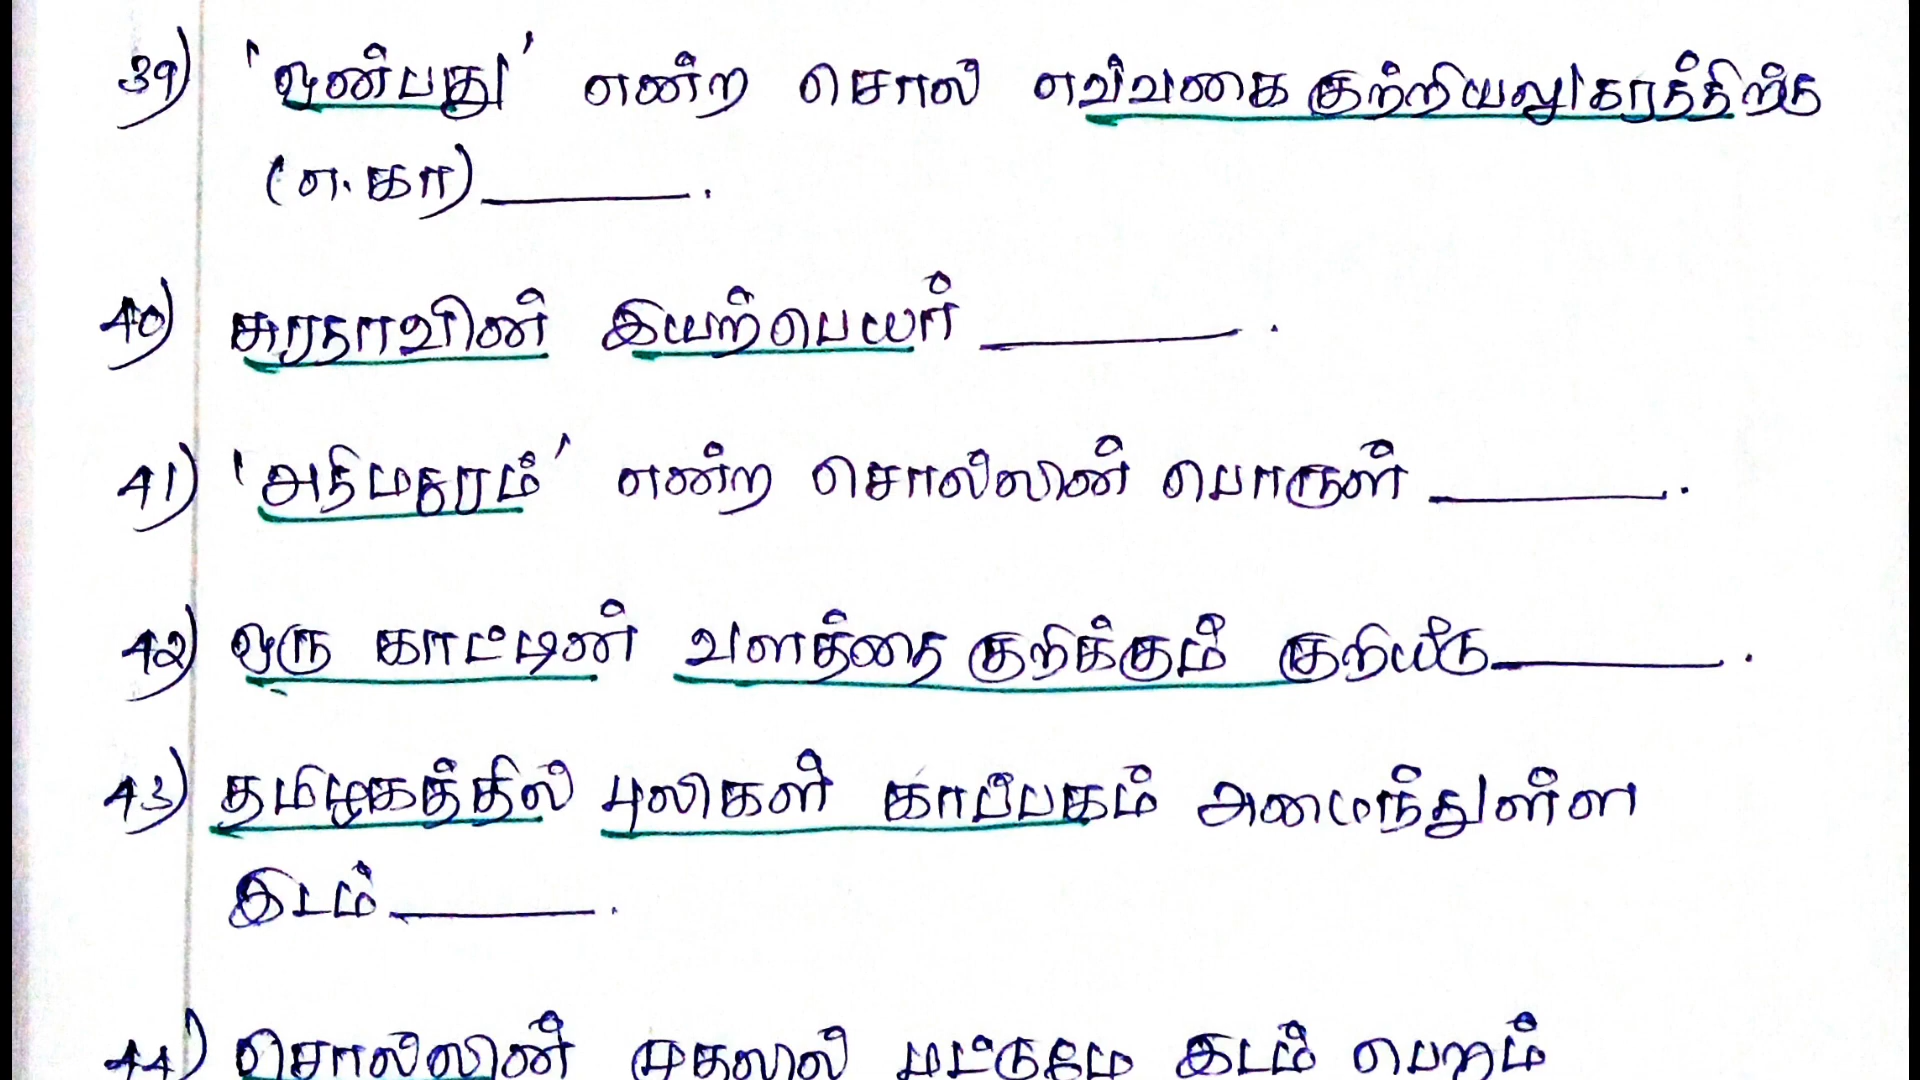 39) 'ஒன்பது' என்ற சொல் எவ்வகை குற்றியலுகரத்திற்கு
(எ.கா)______.
40) சுரதாவின் இயற்பெயர் ______.
41) 'அதிமதுரம்' என்ற சொல்லின் பொருள் ______.
42) ஒரு காட்டின் வளத்தை குறிக்கும் குறியீடு______.
43) தமிழகத்தில் புலிகள் காப்பகம் அமைந்துள்ள
இடம்______.
44) சொல்லின் முதலில் மட்டுமே இடம் பெறும்